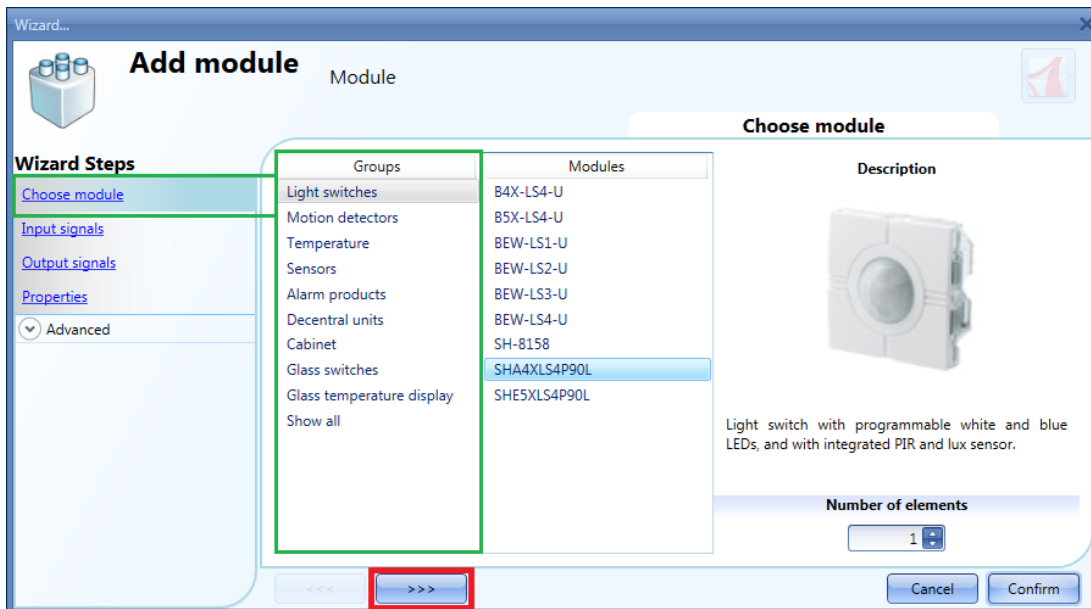 Wizard...
Add module
Module
Choose module
Wizard Steps
Choose module
Input signals
Output signals
Properties
Advanced
Groups
Light switches
Motion detectors
Temperature
Sensors
Alarm products
Decentral units
Cabinet
Glass switches
Glass temperature display
Show all
Modules
B4X-LS4-U
B5X-LS4-U
BEW-LS1-U
BEW-LS2-U
BEW-LS3-U
BEW-LS4-U
SH-8158
SHA4XLS4P90L
SHE5XLS4P90L
Description
Light switch with programmable white and blue
LEDs, and with integrated PIR and lux sensor.
Number of elements
1
<<<
>>>
Cancel
Confirm